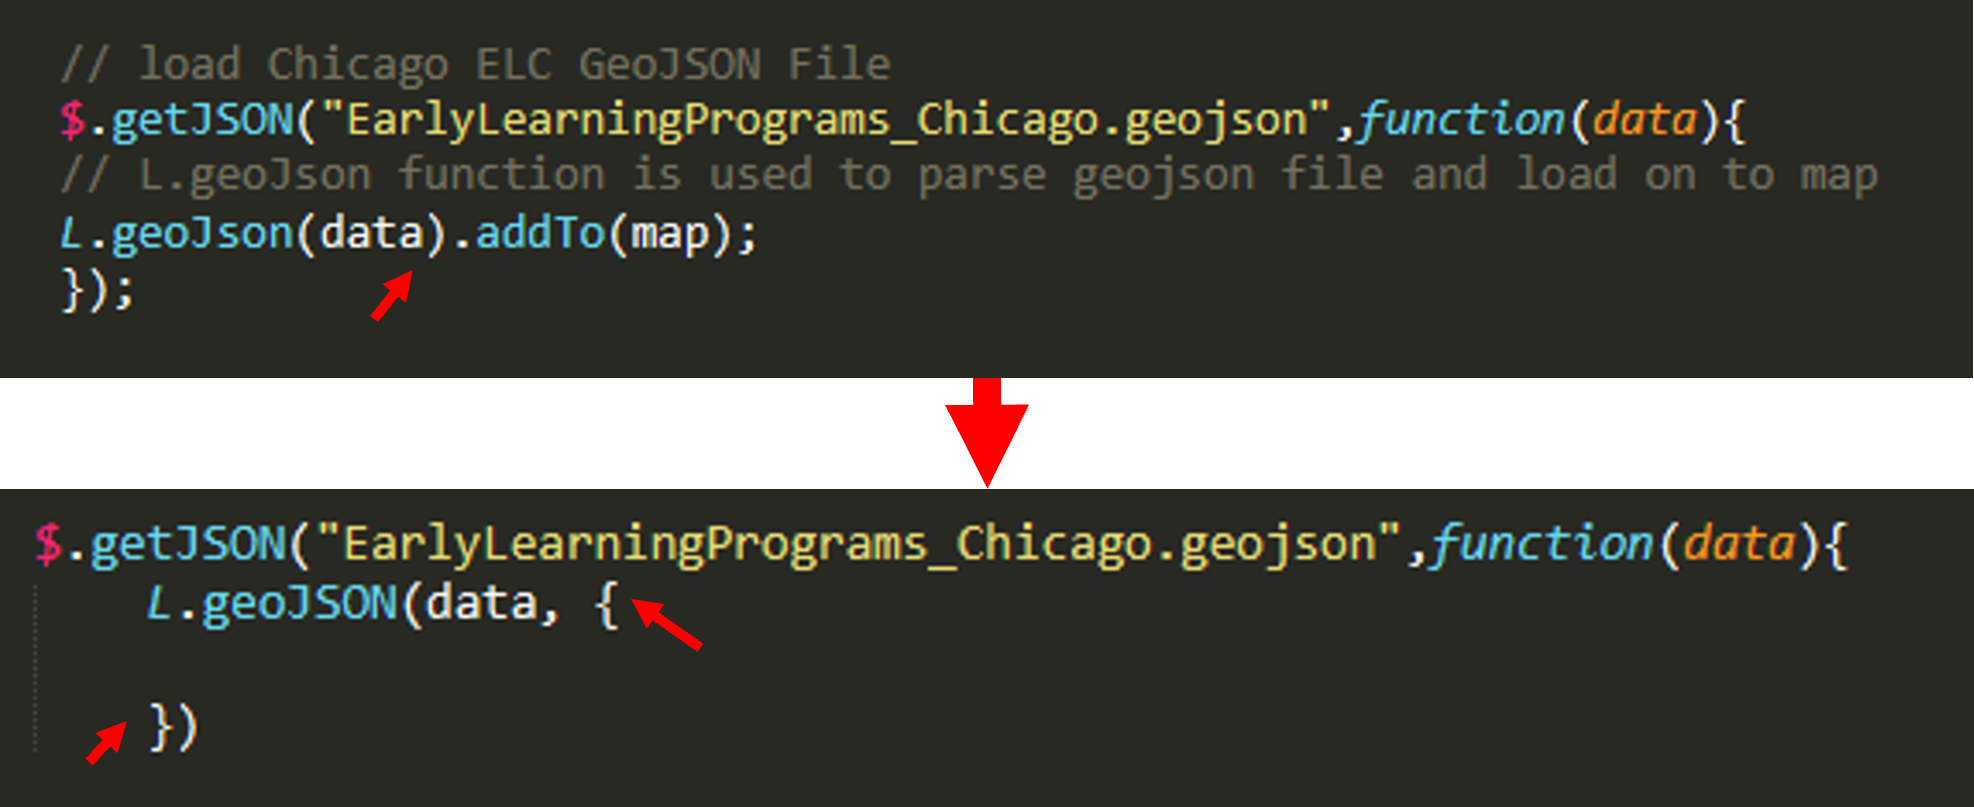 // load Chicago ELC GeoJSON File
$.getJSON("EarlyLearningPrograms_Chicago.geojson",function(data){
// L.geoJson function is used to parse geojson file and load on to map
L.geoJson(data).addTo(map);
});
$.getJSON("EarlyLearningPrograms_Chicago.geojson",function(data){
L.geoJSON(data, {
})